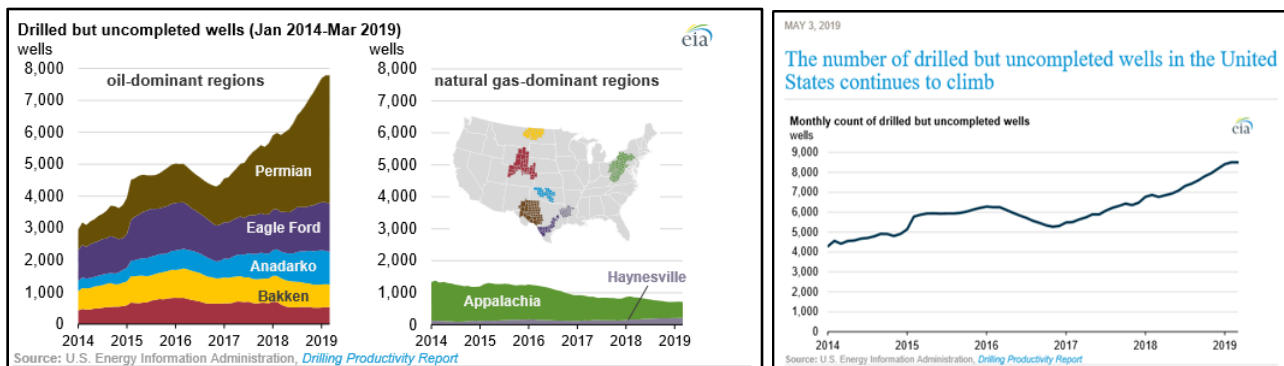 Drilled but uncompleted wells (Jan 2014-Mar 2019)
wells
eia
oil-dominant regions
8,000
7,000
6,000
5,000
4,000
3,000
2,000
1,000
0
Permian
Eagle Ford
Anadarko
Bakken
2014 2015 2016 2017 2018 2019
wells
natural gas-dominant regions
8,000
7,000
6,000
5,000
4,000
3,000
2,000
1,000
0
Haynesville
Appalachia
2014 2015 2016 2017 2018 2019
Source: U.S. Energy Information Administration, Drilling Productivity Report
MAY 3, 2019
The number of drilled but uncompleted wells in the United
States continues to climb
Monthly count of drilled but uncompleted wells
wells
eia
9,000
8,000
7,000
6,000
5,000
4,000
3,000
2,000
1,000
0
2014 2015 2016 2017 2018 2019
Source: U.S. Energy Information Administration, Drilling Productivity Report